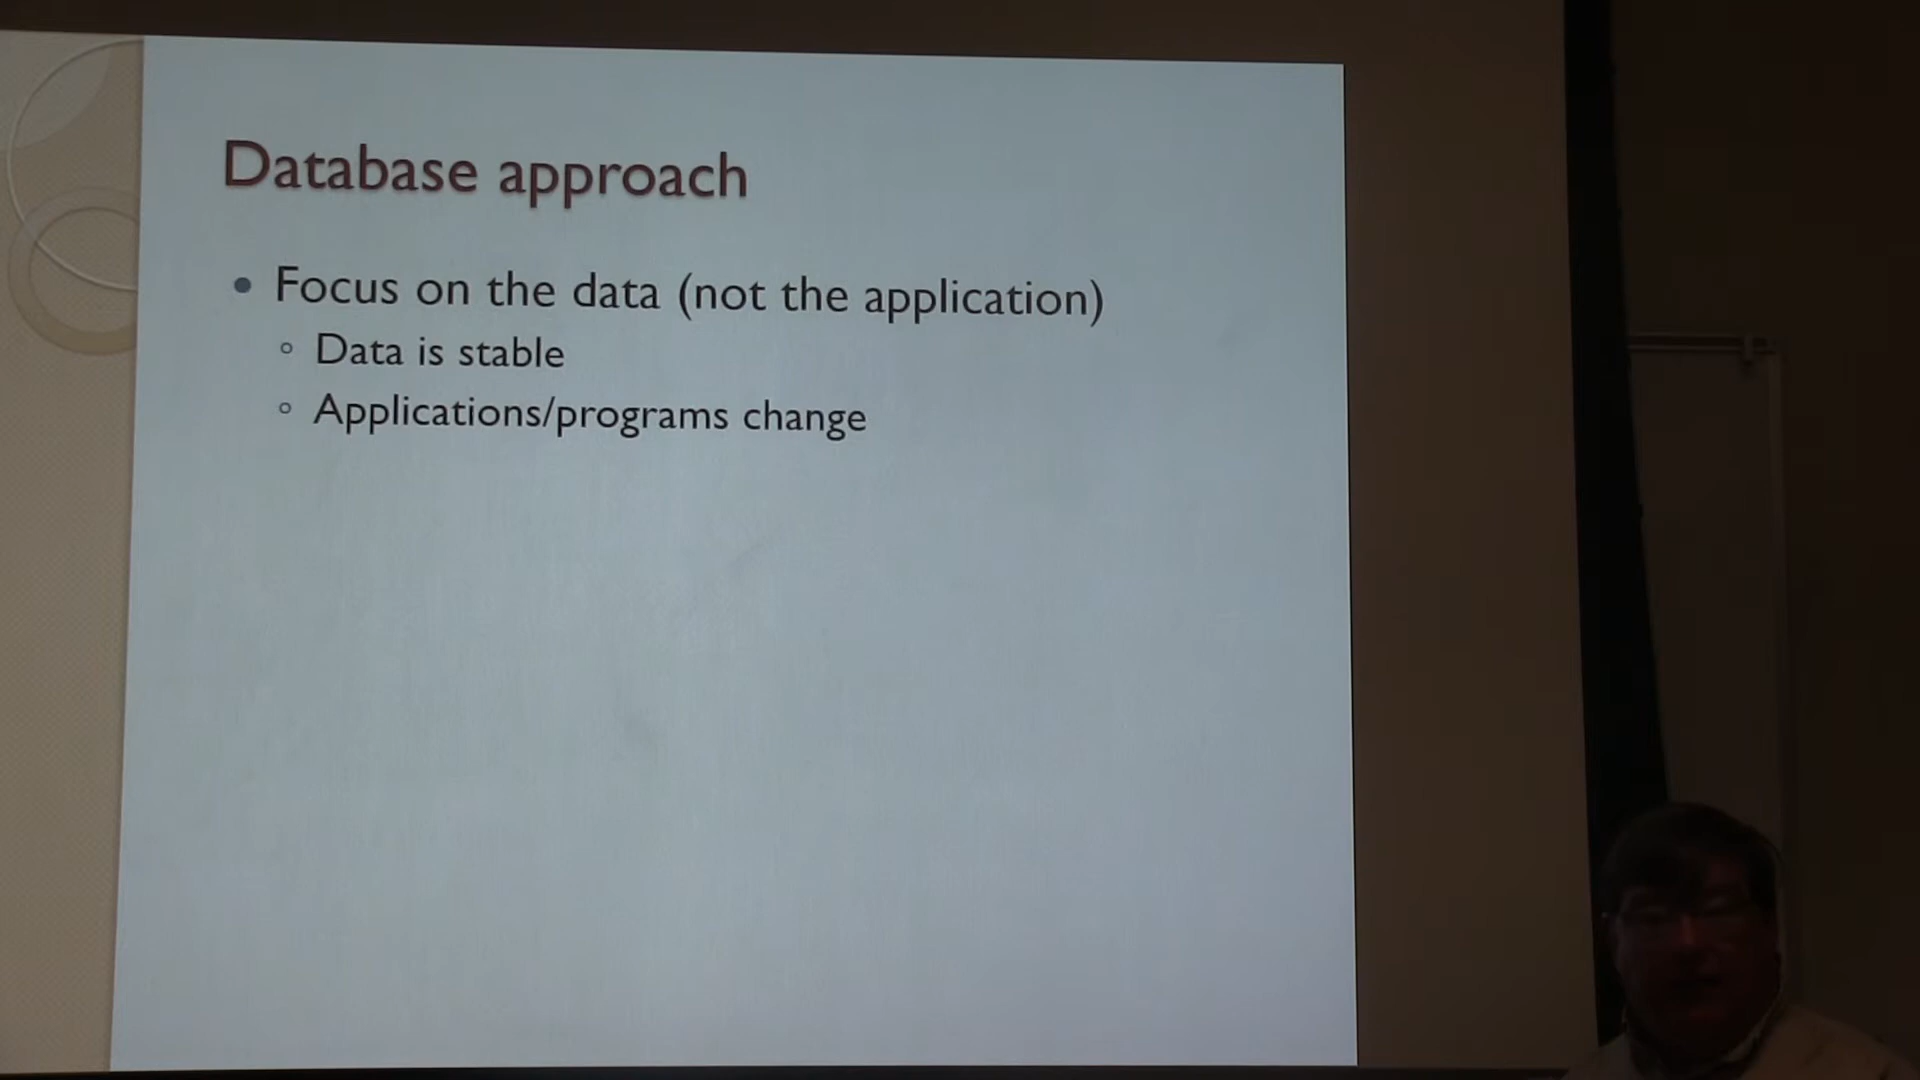 Database approach
• Focus on the data (not the application)
◦ Data is stable
◦ Applications/programs change